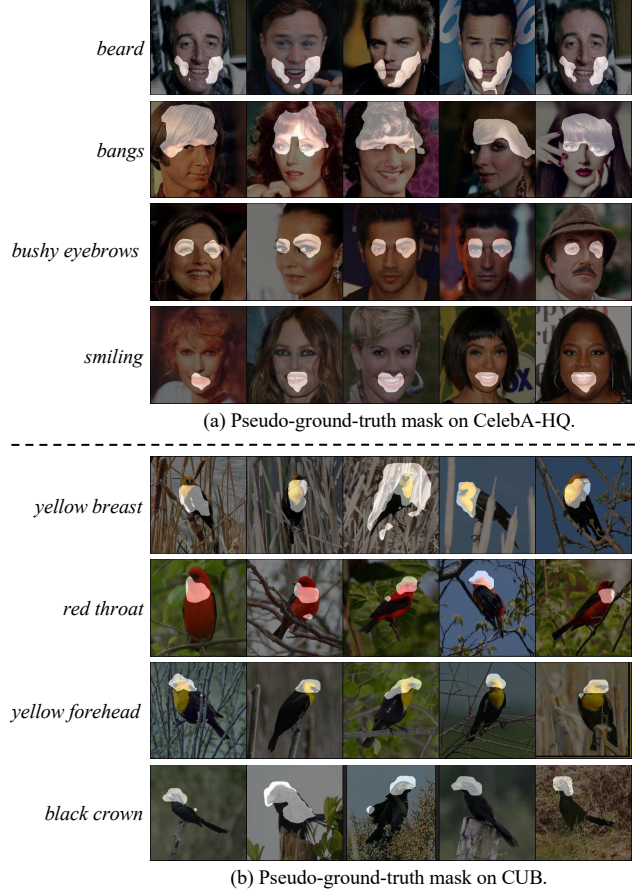 beard
bangs
bushy eyebrows
smiling
(a) Pseudo-ground-truth mask on CelebA-HQ.
yellow breast
red throat
yellow forehead
black crown
(b) Pseudo-ground-truth mask on CUB.